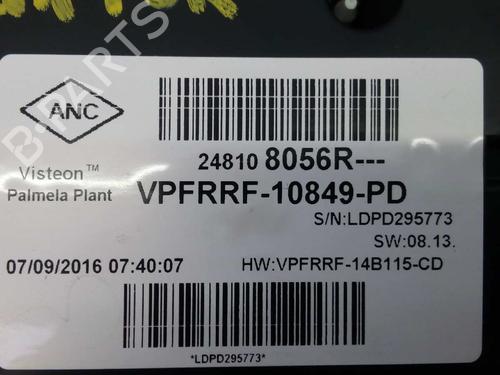 ANC
24810 8056R---
Visteon™
Palmela Plant
VPFRRF-10849-PD
S/N:LDPD295773
SW:08.13.
07/09/2016 07:40:07
HW:VPFRRF-14B115-CD
*LDPD295773*
B-PARTS